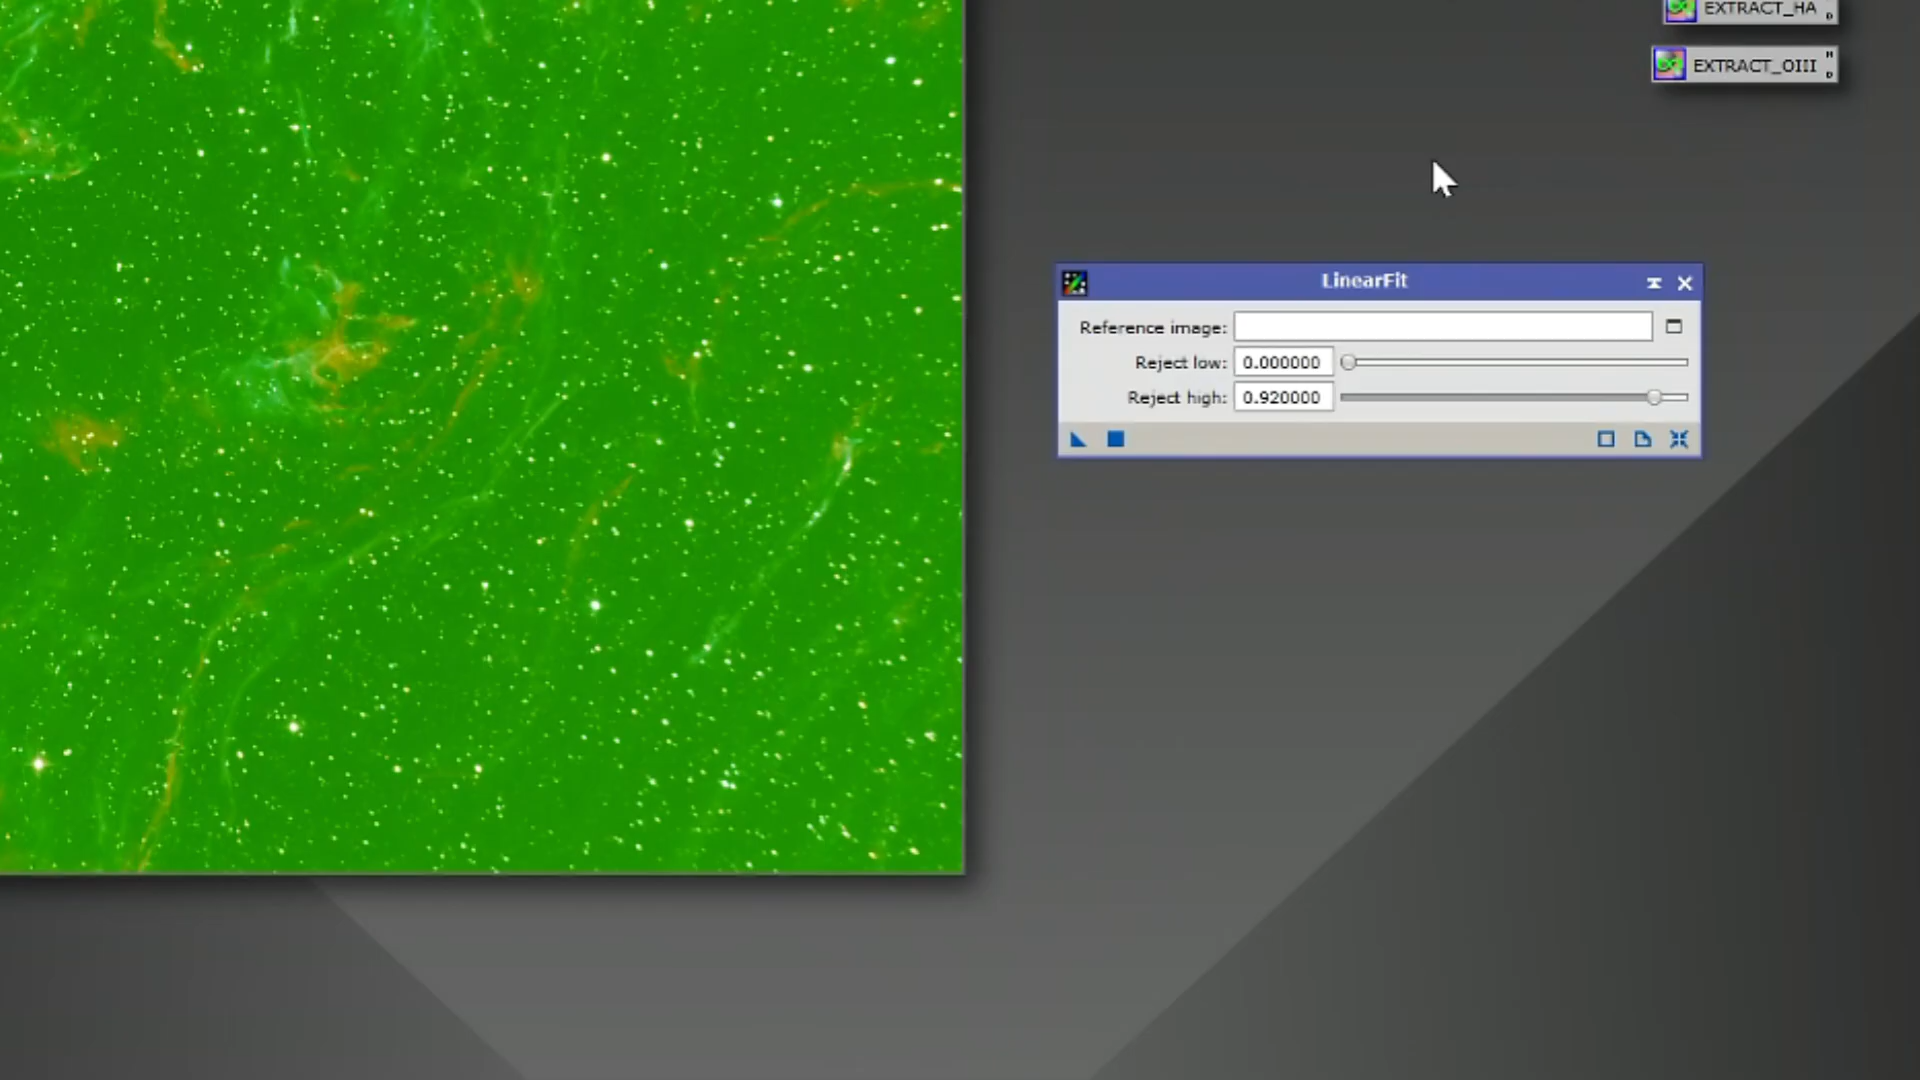 EXTRACT_HA D
EXTRACT_OIII N D
LinearFit
Reference image:
Reject low: 0.000000
Reject high: 0.920000